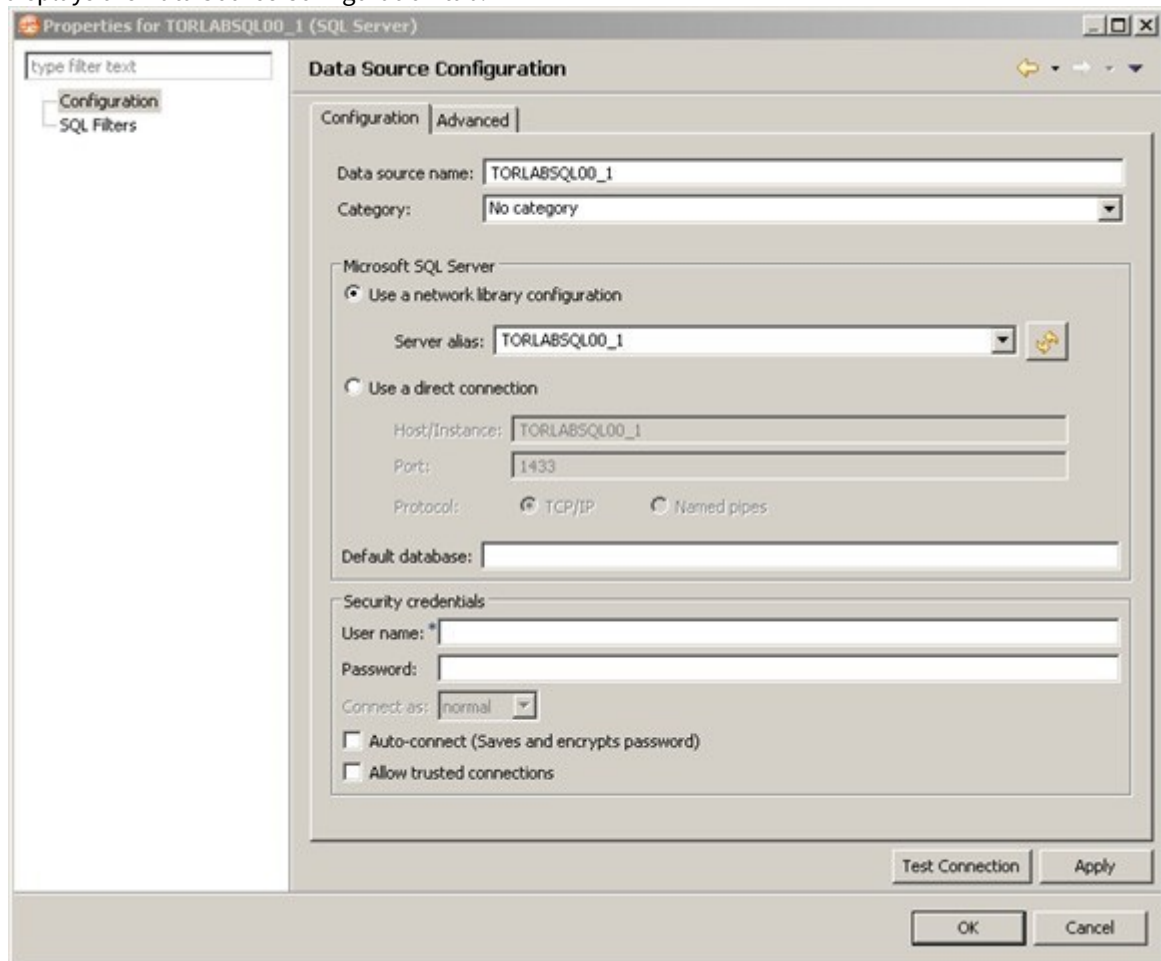 Properties for TORLABSQL00_1 (SQL Server)
type filter text
Configuration
SQL Filters
Data Source Configuration
Configuration Advanced
Data source name: TORLABSQL00_1
Category: No category
Microsoft SQL Server
Use a network library configuration
Server alias: TORLABSQL00_1
Use a direct connection
Host/Instance: TORLABSQL00_1
Port: 1433
Protocol: TCP/IP Named pipes
Default database:
Security credentials
User name: *
Password:
Connect as: normal
Auto-connect (Saves and encrypts password)
Allow trusted connections
Test Connection Apply
OK Cancel